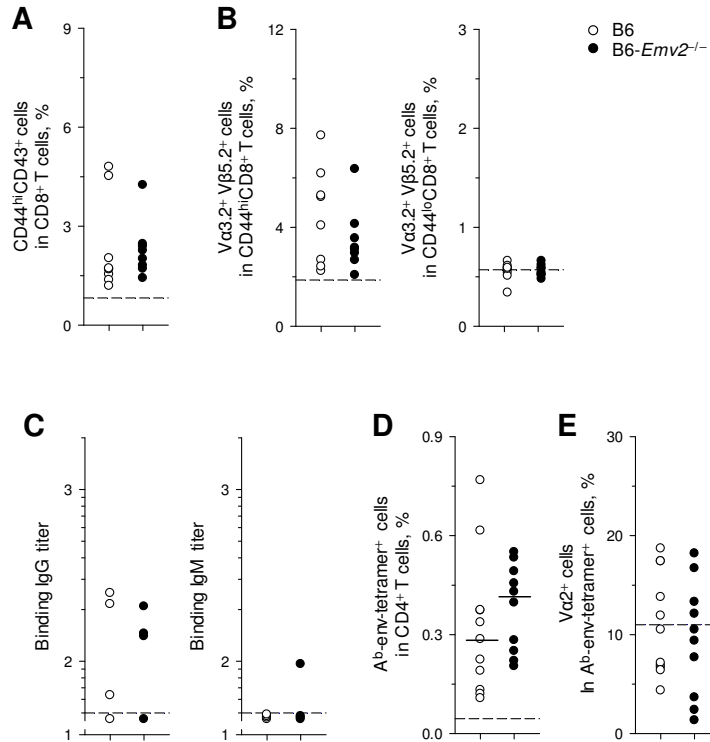 A
B
B6
B6-Emv2−/−
CD44hiCD43+ cells
in CD8+ T cells, %
9
6
3
0
Vα3.2+ Vβ5.2+ cells
in CD44hiCD8+ T cells, %
12
8
4
0
Vα3.2+ Vβ5.2+ cells
in CD44loCD8+ T cells, %
3
2
1
0
C
D
E
Binding IgG titer
3
2
1
Binding IgM titer
3
2
1
Ab-env-tetramer+ cells
in CD4+ T cells, %
0.9
0.6
0.3
0.0
Vα2+ cells
In Ab-env-tetramer+ cells, %
30
20
10
0